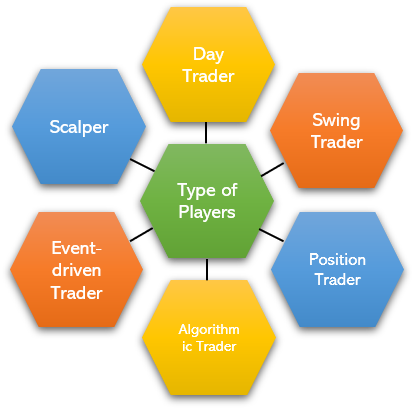 Day
Trader
Scalper
Swing
Trader
Type of
Players
Event-
driven
Trader
Position
Trader
Algorithm
ic Trader